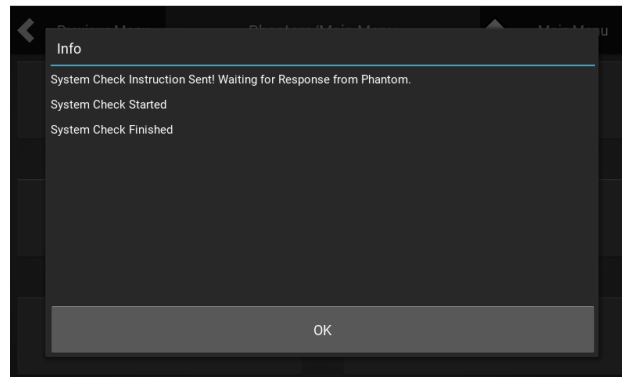 Info
System Check Instruction Sent! Waiting for Response from Phantom.
System Check Started
System Check Finished
OK